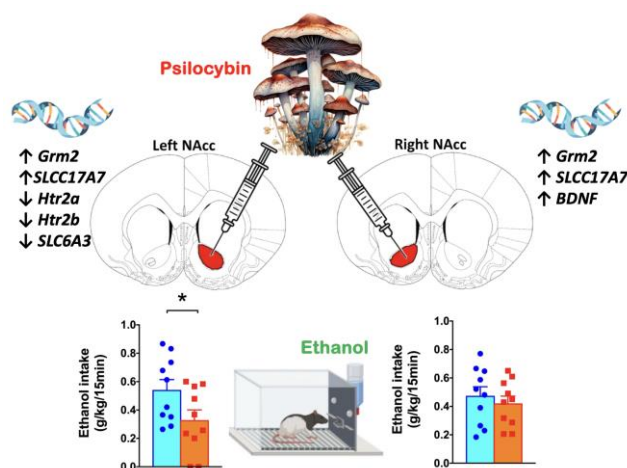 Psilocybin
Left NAcc
Right NAcc
↑ Grm2
↑SLCC17A7
↓ Htr2a
↓ Htr2b
↓ SLC6A3
↑ Grm2
↑ SLCC17A7
↑ BDNF
*
Ethanol intake
(g/kg/15min)
1.0
0.8
0.6
0.4
0.2
0.0
Ethanol
Ethanol intake
(g/kg/15min)
1.0
0.8
0.6
0.4
0.2
0.0